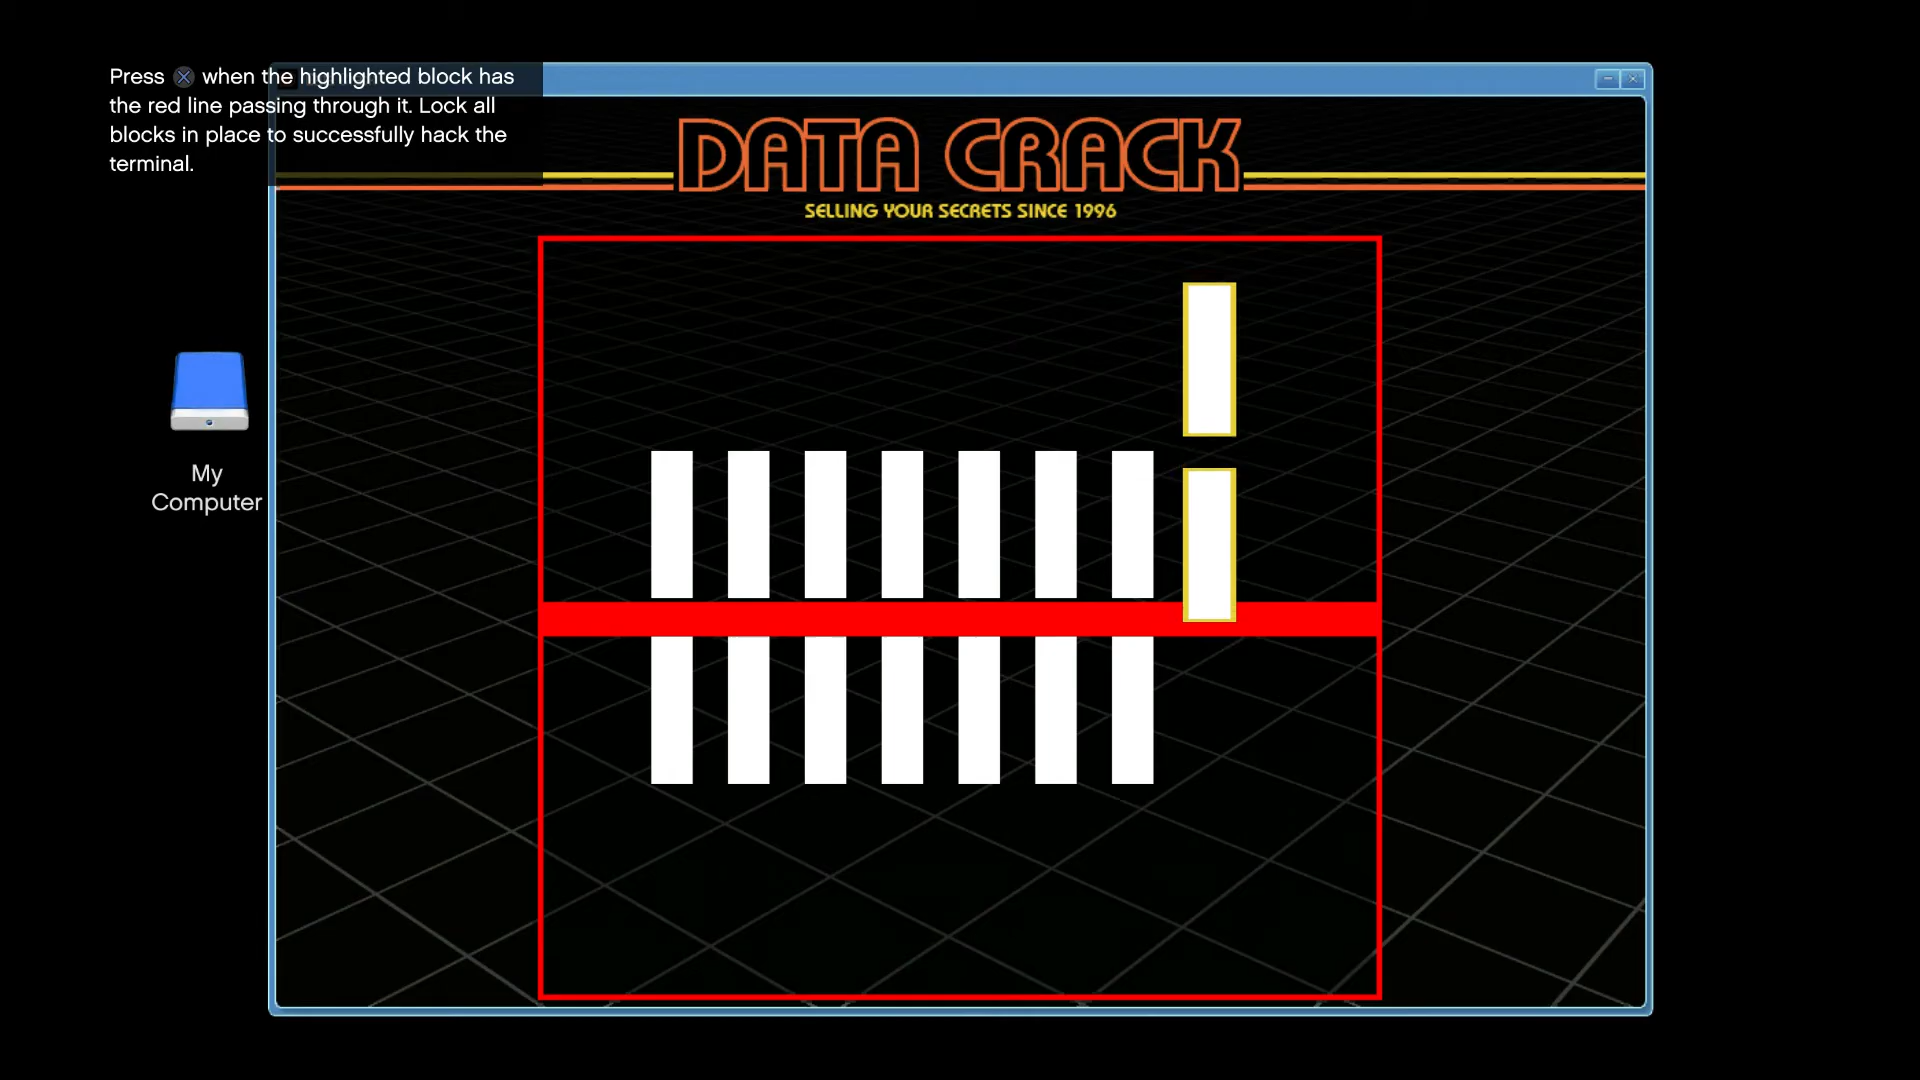 Press ⓧ when the highlighted block has
the red line passing through it. Lock all
blocks in place to successfully hack the
terminal.
DATA CRACK
SELLING YOUR SECRETS SINCE 1996
My
Computer